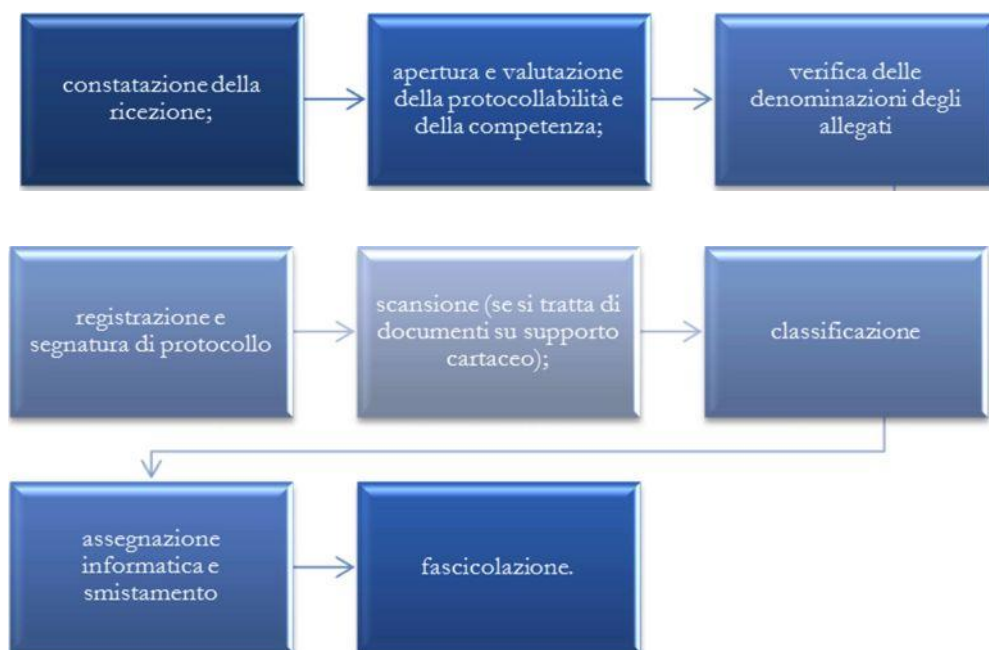 constatazione della
ricezione;
apertura e valutazione
della protocollabilità e
della competenza;
verifica delle
denominazioni degli
allegati
registrazione e
segnatura di protocollo
scansione (se si tratta di
documenti su supporto
cartaceo);
classificazione
assegnazione
informatica e
smistamento
fascicolazione.